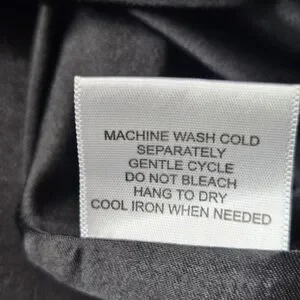 MACHINE WASH COLD
SEPARATELY
GENTLE CYCLE
DO NOT BLEACH
HANG TO DRY
COOL IRON WHEN NEEDED